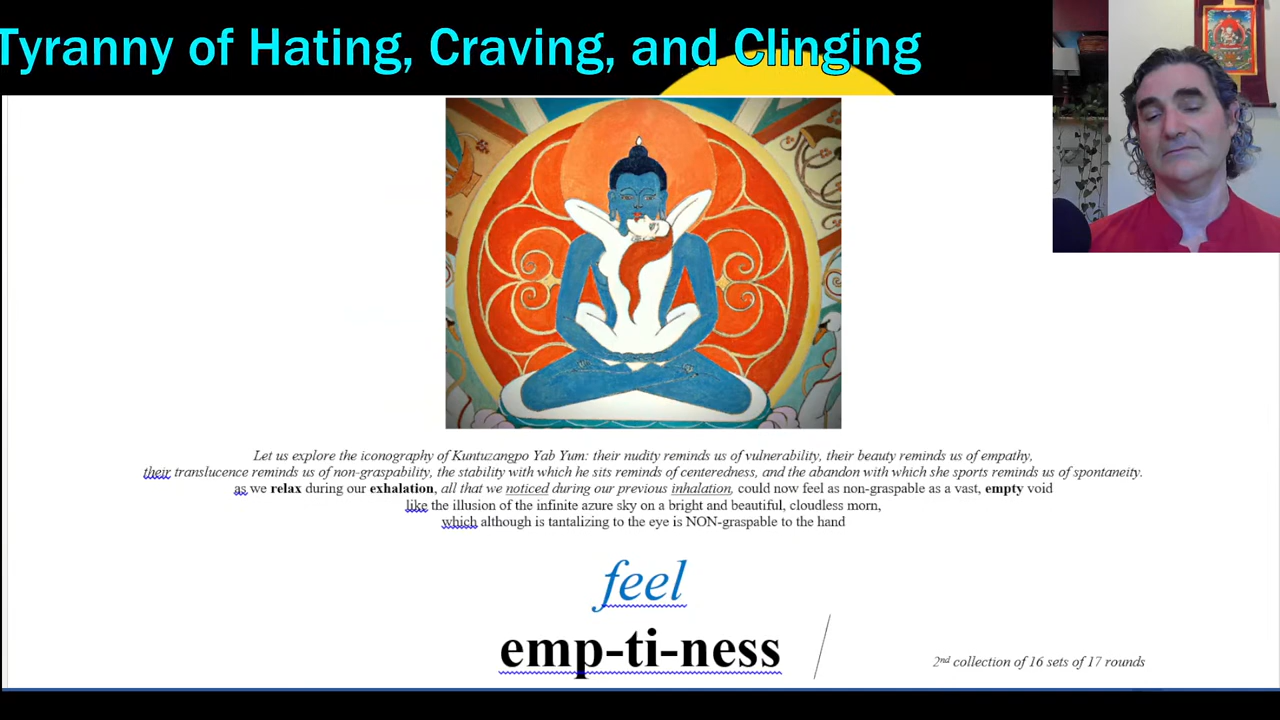 Tyranny of Hating, Craving, and Clinging
Let us explore the iconography of Kuntuzangpo Yab Yum: their nudity reminds us of vulnerability, their beauty reminds us of empathy,
their translucence reminds us of non-graspability, the stability with which he sits reminds of centeredness, and the abandon with which she sports reminds us of spontaneity.
as we relax during our exhalation, all that we noticed during our previous inhalation, could now feel as non-graspable as a vast, empty void
like the illusion of the infinite azure sky on a bright and beautiful, cloudless morn,
which although is tantalizing to the eye is NON-graspable to the hand
feel
emp-ti-ness /
2nd collection of 16 sets of 17 rounds